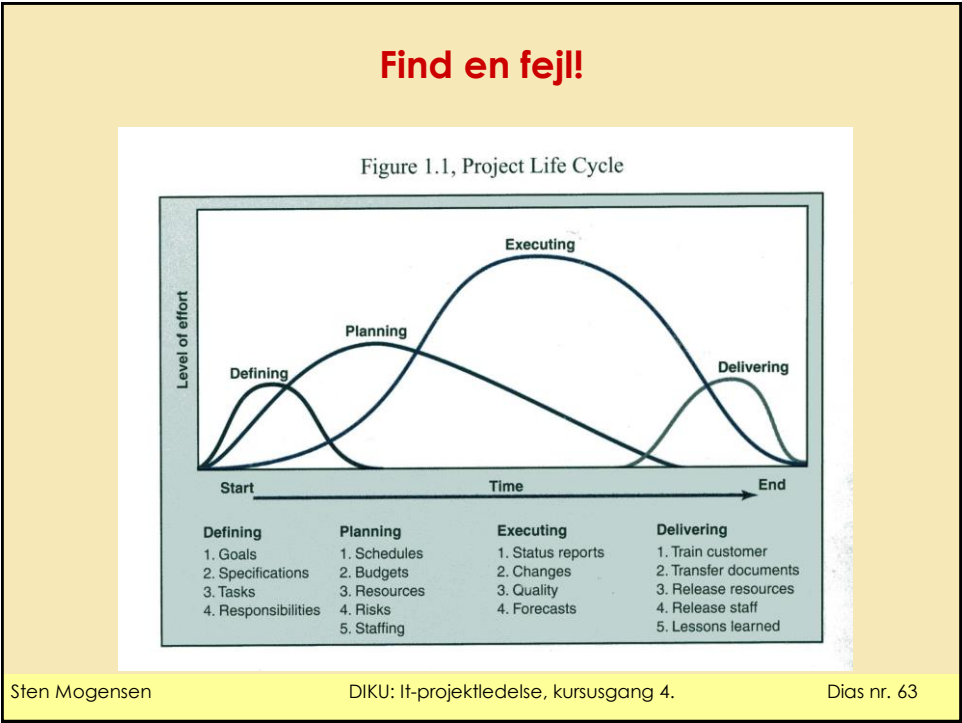 Find en fejl!
Figure 1.1, Project Life Cycle
Level of effort
Executing
Planning
Defining
Delivering
Start
Time
End
Defining
1. Goals
2. Specifications
3. Tasks
4. Responsibilities
Planning
1. Schedules
2. Budgets
3. Resources
4. Risks
5. Staffing
Executing
1. Status reports
2. Changes
3. Quality
4. Forecasts
Delivering
1. Train customer
2. Transfer documents
3. Release resources
4. Release staff
5. Lessons learned
Sten Mogensen
DIKU: It-projektledelse, kursusgang 4.
Dias nr. 63